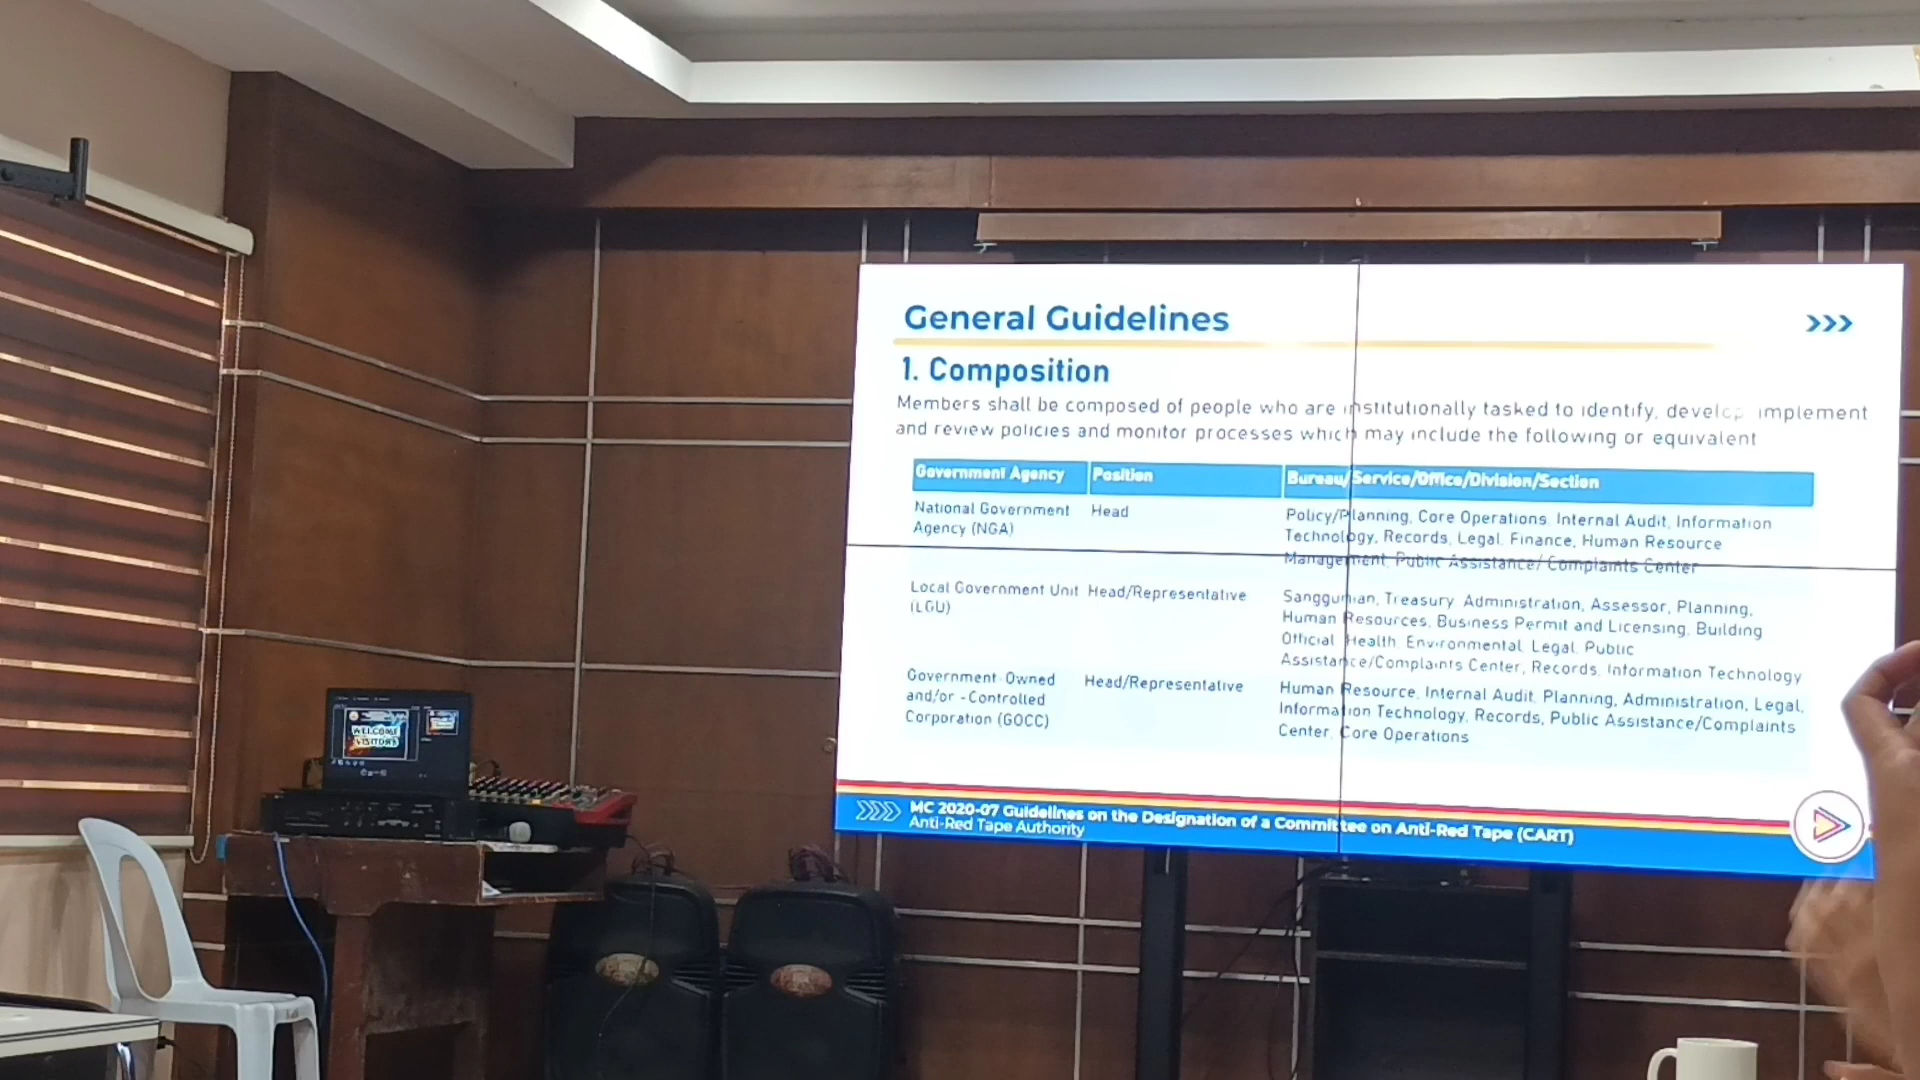 General Guidelines
1. Composition
Members shall be composed of people who are institutionally tasked to identify, develop implement
and review policies and monitor processes which may include the following or equivalent
Government Agency Position Bureau/Service/Office/Division/Section
National Government Agency (NGA) Head Policy/Planning, Core Operations, Internal Audit, Information
Technology, Records, Legal, Finance, Human Resource
Management, Public Assistance/ Complaints Center
Local Government Unit (LGU) Head/Representative Sanggunian, Treasury, Administration, Assessor, Planning,
Human Resources, Business Permit and Licensing, Building
Official, Health, Environmental, Legal, Public
Assistance/Complaints Center, Records, Information Technology
Government-Owned and/or -Controlled Corporation (GOCC) Head/Representative Human Resource, Internal Audit, Planning, Administration, Legal,
Information Technology, Records, Public Assistance/Complaints
Center, Core Operations
MC 2020-07 Guidelines on the Designation of a Committee on Anti-Red Tape (CART)
Anti-Red Tape Authority
WELCOME
VISITORS